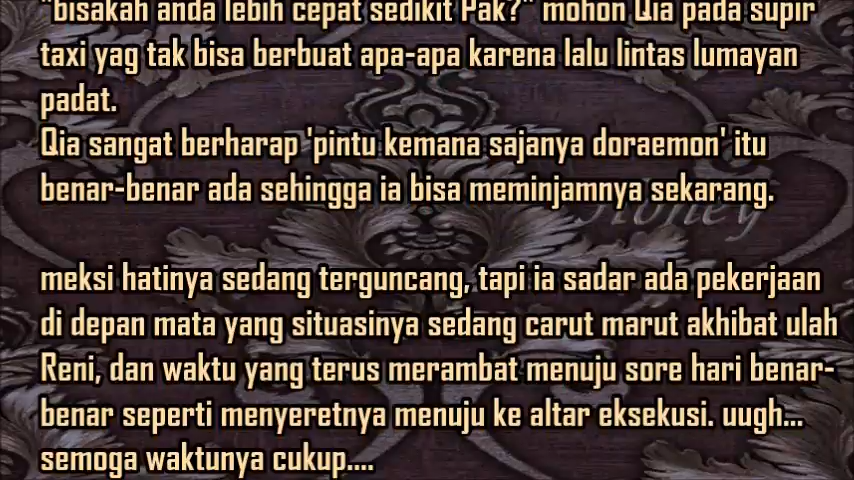 "bisakah anda lebih cepat sedikit Pak?" mohon Qia pada supir
taxi yag tak bisa berbuat apa-apa karena lalu lintas lumayan
padat.
Qia sangat berharap 'pintu kemana sajanya doraemon' itu
benar-benar ada sehingga ia bisa meminjamnya sekarang.
Honey
meksi hatinya sedang terguncang, tapi ia sadar ada pekerjaan
di depan mata yang situasinya sedang carut marut akhibat ulah
Reni, dan waktu yang terus merambat menuju sore hari benar-
benar seperti menyeretnya menuju ke altar eksekusi. uugh...
semoga waktunya cukup....